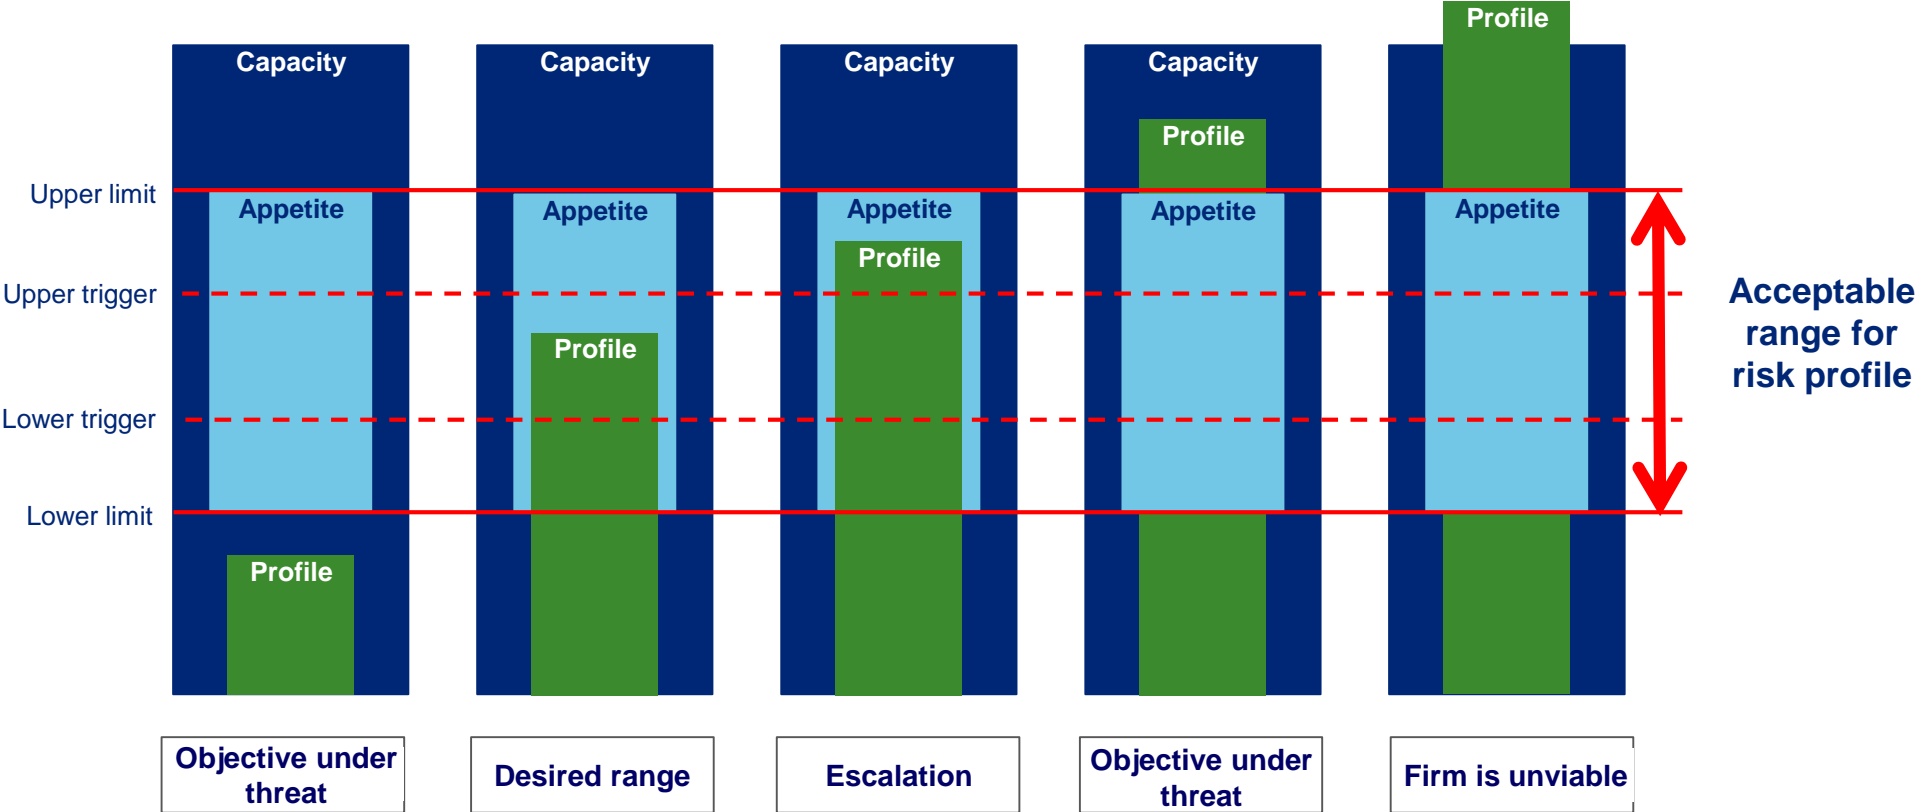 Profile
Capacity
Capacity
Capacity
Capacity
Profile
Upper limit
Appetite
Appetite
Appetite
Appetite
Appetite
Profile
Upper trigger
Acceptable
range for
risk profile
Profile
Lower trigger
Lower limit
Profile
Objective under
threat
Desired range
Escalation
Objective under
threat
Firm is unviable